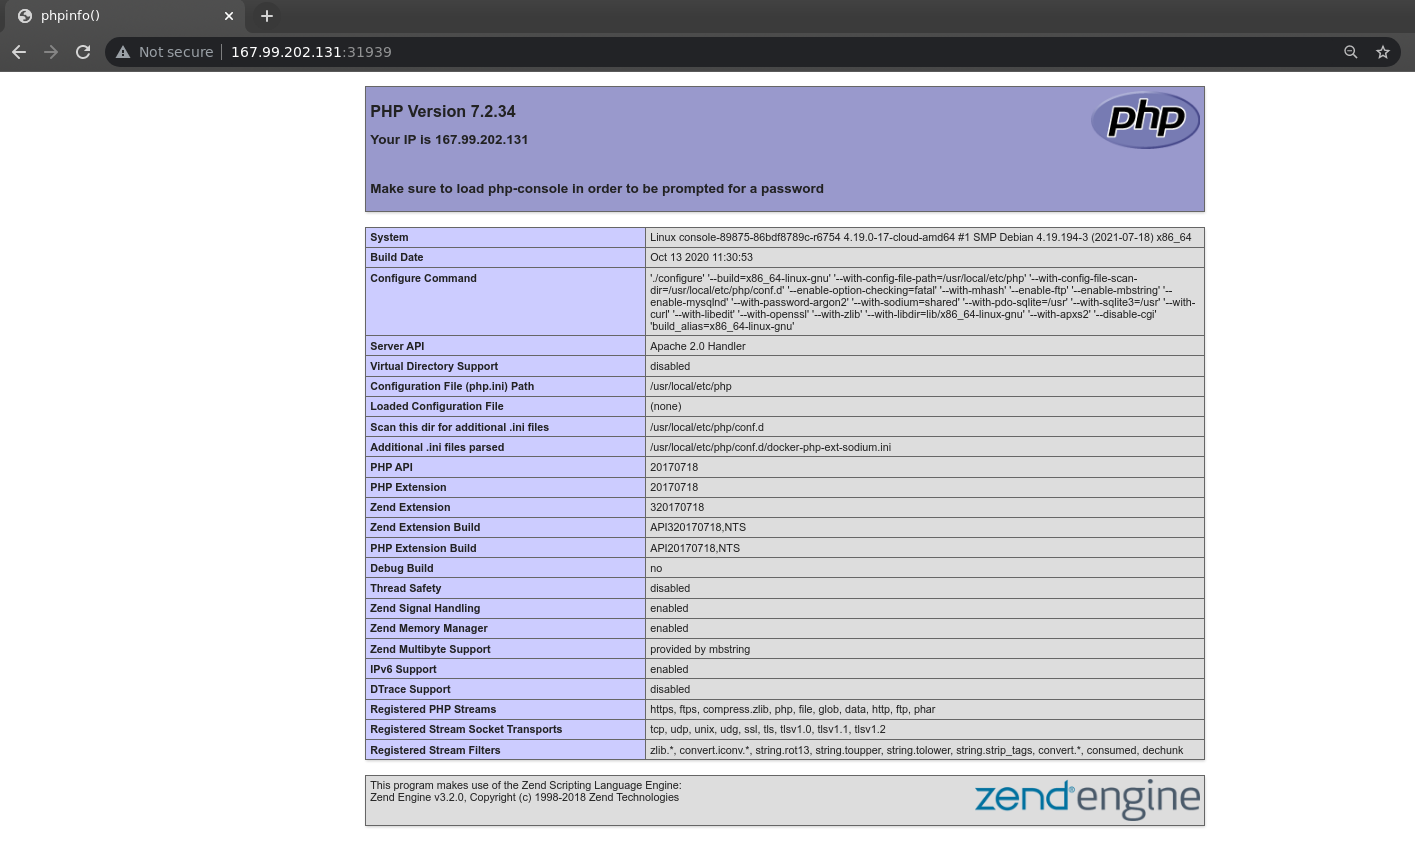 phpinfo()
Not secure
167.99.202.131:31939
PHP Version 7.2.34
php
Your IP is 167.99.202.131
Make sure to load php-console in order to be prompted for a password
System Linux console-89875-86bdf8789c-r6754 4.19.0-17-cloud-amd64 #1 SMP Debian 4.19.194-3 (2021-07-18) x86_64
Build Date Oct 13 2020 11:30:53
Configure Command './configure' '--build=x86_64-linux-gnu' '--with-config-file-path=/usr/local/etc/php' '--with-config-file-scan-
dir=/usr/local/etc/php/conf.d' '--enable-option-checking=fatal' '--with-mhash' '--enable-ftp' '--enable-mbstring' '--
enable-mysqlnd' '--with-password-argon2' '--with-sodium=shared' '--with-pdo-sqlite=/usr' '--with-sqlite3=/usr' '--with-
curl' '--with-libedit' '--with-openssl' '--with-zlib' '--with-libdir=lib/x86_64-linux-gnu' '--with-apxs2' '--disable-cgi'
'build_alias=x86_64-linux-gnu'
Server API Apache 2.0 Handler
Virtual Directory Support disabled
Configuration File (php.ini) Path /usr/local/etc/php
Loaded Configuration File (none)
Scan this dir for additional .ini files /usr/local/etc/php/conf.d
Additional .ini files parsed /usr/local/etc/php/conf.d/docker-php-ext-sodium.ini
PHP API 20170718
PHP Extension 20170718
Zend Extension 320170718
Zend Extension Build API320170718,NTS
PHP Extension Build API20170718,NTS
Debug Build no
Thread Safety disabled
Zend Signal Handling enabled
Zend Memory Manager enabled
Zend Multibyte Support provided by mbstring
IPv6 Support enabled
DTrace Support disabled
Registered PHP Streams https, ftps, compress.zlib, php, file, glob, data, http, ftp, phar
Registered Stream Socket Transports tcp, udp, unix, udg, ssl, tls, tlsv1.0, tlsv1.1, tlsv1.2
Registered Stream Filters zlib.*, convert.iconv.*, string.rot13, string.toupper, string.tolower, string.strip_tags, convert.*, consumed, dechunk
This program makes use of the Zend Scripting Language Engine:
Zend Engine v3.2.0, Copyright (c) 1998-2018 Zend Technologies
zend® engine